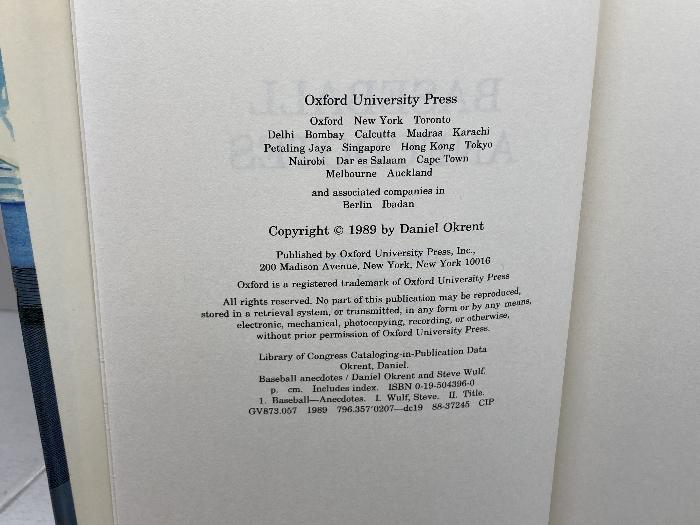 Oxford University Press
Oxford New York Toronto
Delhi Bombay Calcutta Madras Karachi
Petaling Jaya Singapore Hong Kong Tokyo
Nairobi Dar es Salaam Cape Town
Melbourne Auckland
and associated companies in
Berlin Ibadan
Copyright © 1989 by Daniel Okrent
Published by Oxford University Press, Inc.,
200 Madison Avenue, New York, New York 10016
Oxford is a registered trademark of Oxford University Press
All rights reserved. No part of this publication may be reproduced,
stored in a retrieval system, or transmitted, in any form or by any means,
electronic, mechanical, photocopying, recording, or otherwise,
without prior permission of Oxford University Press.
Library of Congress Cataloging-in-Publication Data
Okrent, Daniel.
Baseball anecdotes / Daniel Okrent and Steve Wulf.
p. cm. Includes index. ISBN 0-19-504396-0
1. Baseball—Anecdotes. I. Wulf, Steve. II. Title.
GV873.057 1989 796.357'0207—dc19 88-37245 CIP